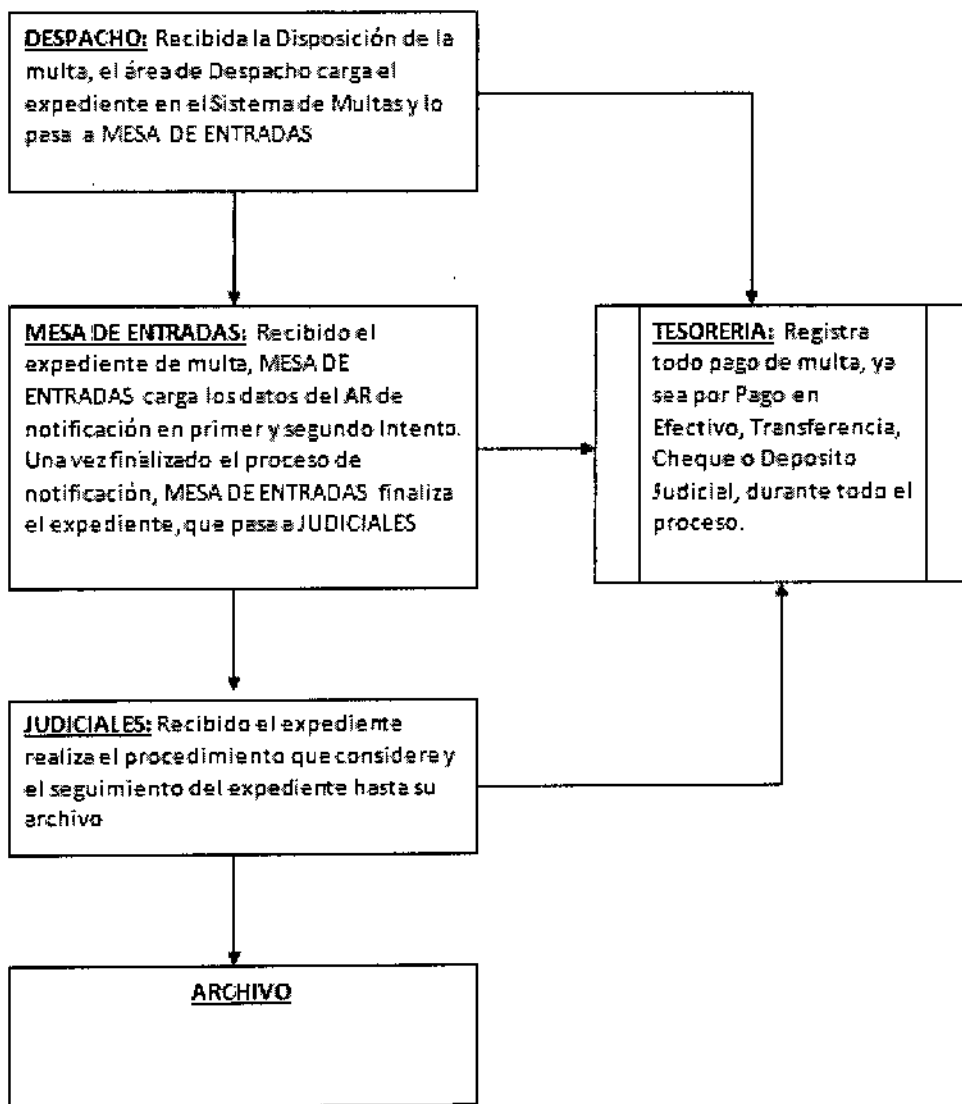 DESPACHO: Recibida la Disposición de la
multa, el área de Despacho carga el
expediente en el Sistema de Multas y lo
pasa a MESA DE ENTRADAS
MESA DE ENTRADAS: Recibido el
expediente de multa, MESA DE
ENTRADAS carga los datos del AR de
notificación en primer y segundo Intento.
Una vez finalizado el proceso de
notificación, MESA DE ENTRADAS finaliza
el expediente, que pasa a JUDICIALES
TESORERIA: Registra
todo pago de multa, ya
sea por Pago en
Efectivo, Transferencia,
Cheque o Deposito
Judicial, durante todo el
proceso.
JUDICIALES: Recibido el expediente
realiza el procedimiento que considere y
el seguimiento del expediente hasta su
archivo
ARCHIVO